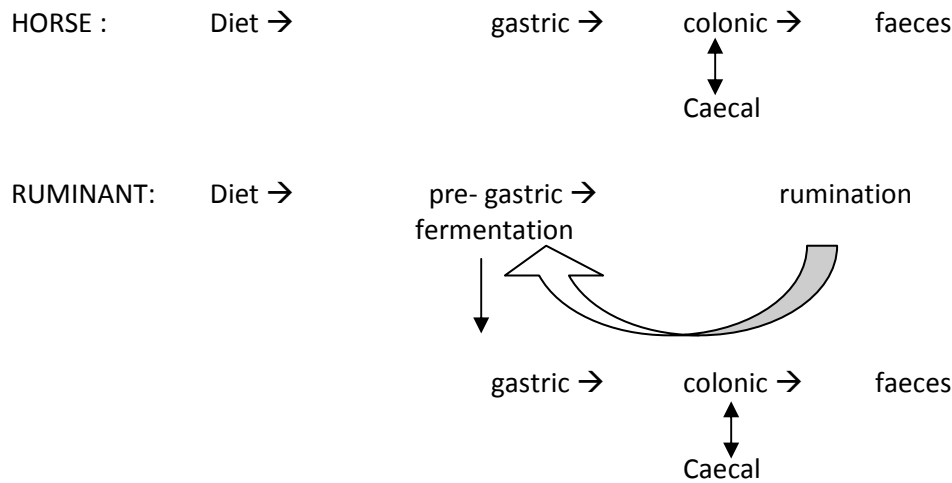 HORSE : Diet → gastric → colonic → faeces
Caecal
RUMINANT: Diet → pre- gastric → rumination
fermentation
gastric → colonic → faeces
Caecal